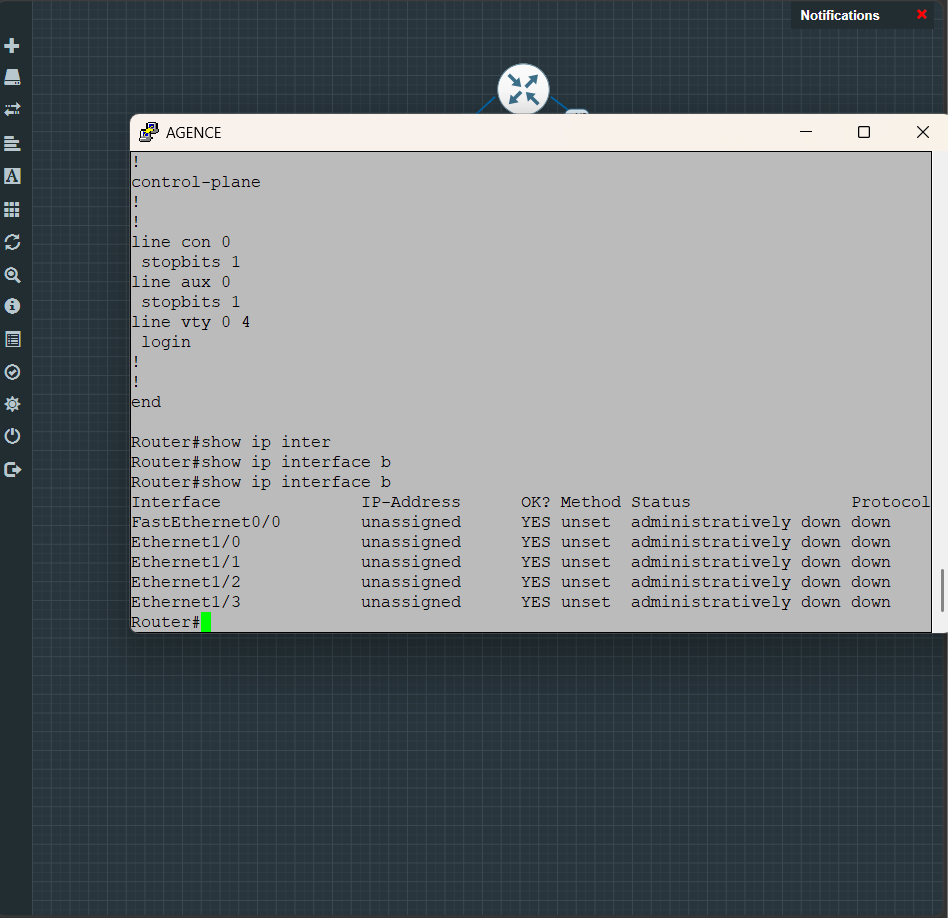 Notifications
AGENCE
!
control-plane
!
!
line con 0
 stopbits 1
line aux 0
 stopbits 1
line vty 0 4
 login
!
!
end

Router#show ip inter
Router#show ip interface b
Router#show ip interface b
Interface              IP-Address      OK? Method Status                Protocol
FastEthernet0/0        unassigned      YES unset  administratively down down
Ethernet1/0            unassigned      YES unset  administratively down down
Ethernet1/1            unassigned      YES unset  administratively down down
Ethernet1/2            unassigned      YES unset  administratively down down
Ethernet1/3            unassigned      YES unset  administratively down down
Router#